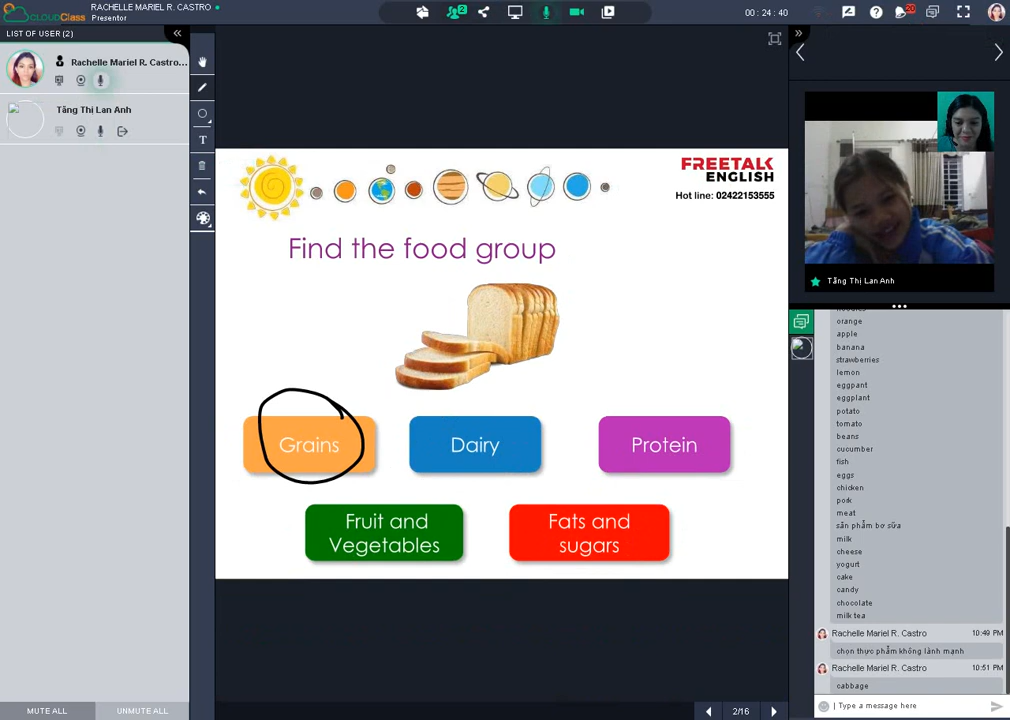 CLOUDClass
RACHELLE MARIEL R. CASTRO
Presentor
2
00 : 24 : 40
20
LIST OF USER (2)
Rachelle Mariel R. Castro...
Tăng Thị Lan Anh
T
FREETALK
ENGLISH
Hot line: 02422153555
Find the food group
Grains
Dairy
Protein
Fruit and
Vegetables
Fats and
sugars
Tăng Thị Lan Anh
noodles
orange
apple
banana
strawberries
lemon
eggpant
eggplant
potato
tomato
beans
cucumber
fish
eggs
chicken
pork
meat
sản phẩm bơ sữa
milk
cheese
yogurt
cake
candy
chocolate
milk tea
Rachelle Mariel R. Castro 10:49 PM
chọn thực phẩm không lành mạnh
Rachelle Mariel R. Castro 10:51 PM
cabbage
Type a message here
MUTE ALL
UNMUTE ALL
2/16